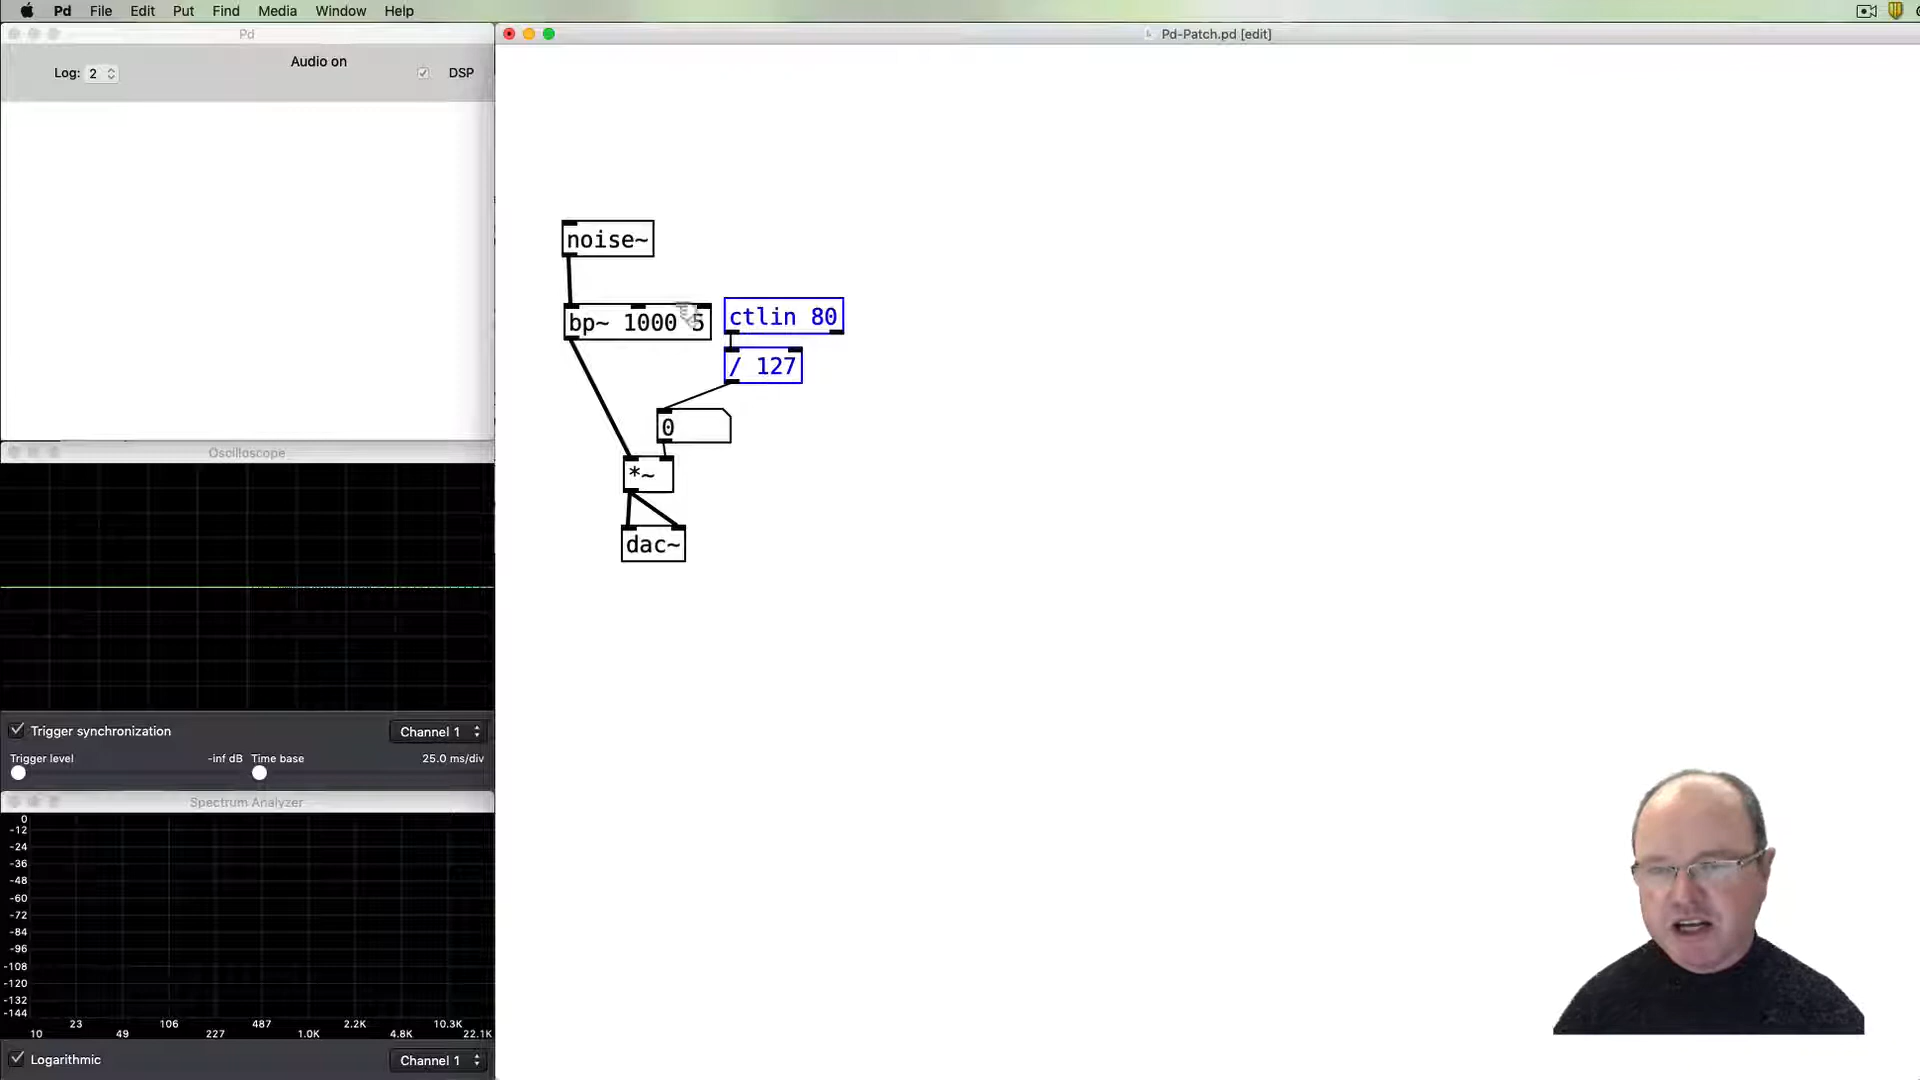 Pd File Edit Put Find Media Window Help
Pd
Pd-Patch.pd [edit]
Audio on
Log: 2
DSP
noise~
bp~ 1000 5
ctlin 80
/ 127
0
*~
dac~
Oscilloscope
Trigger synchronization
Channel 1
Trigger level
-inf dB
Time base
25.0 ms/div
Spectrum Analyzer
0
-12
-24
-36
-48
-60
-72
-84
-96
-108
-120
-132
-144
23 106 487 2.2K 10.3K
10 49 227 1.0K 4.8K 22.1K
Logarithmic
Channel 1